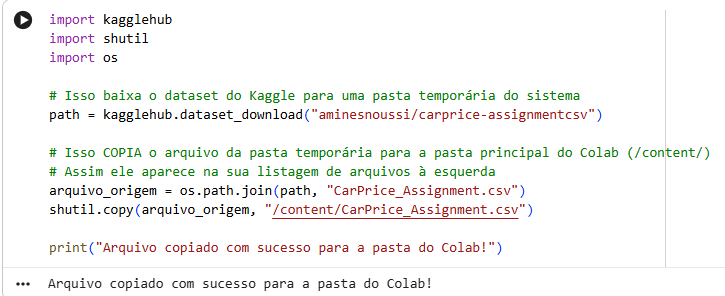 import kagglehub
import shutil
import os
# Isso baixa o dataset do Kaggle para uma pasta temporária do sistema
path = kagglehub.dataset_download("aminesnoussi/carprice-assignmentcsv")
# Isso COPIA o arquivo da pasta temporária para a pasta principal do Colab (/content/)
# Assim ele aparece na sua listagem de arquivos à esquerda
arquivo_origem = os.path.join(path, "CarPrice_Assignment.csv")
shutil.copy(arquivo_origem, "/content/CarPrice_Assignment.csv")
print("Arquivo copiado com sucesso para a pasta do Colab!")
Arquivo copiado com sucesso para a pasta do Colab!